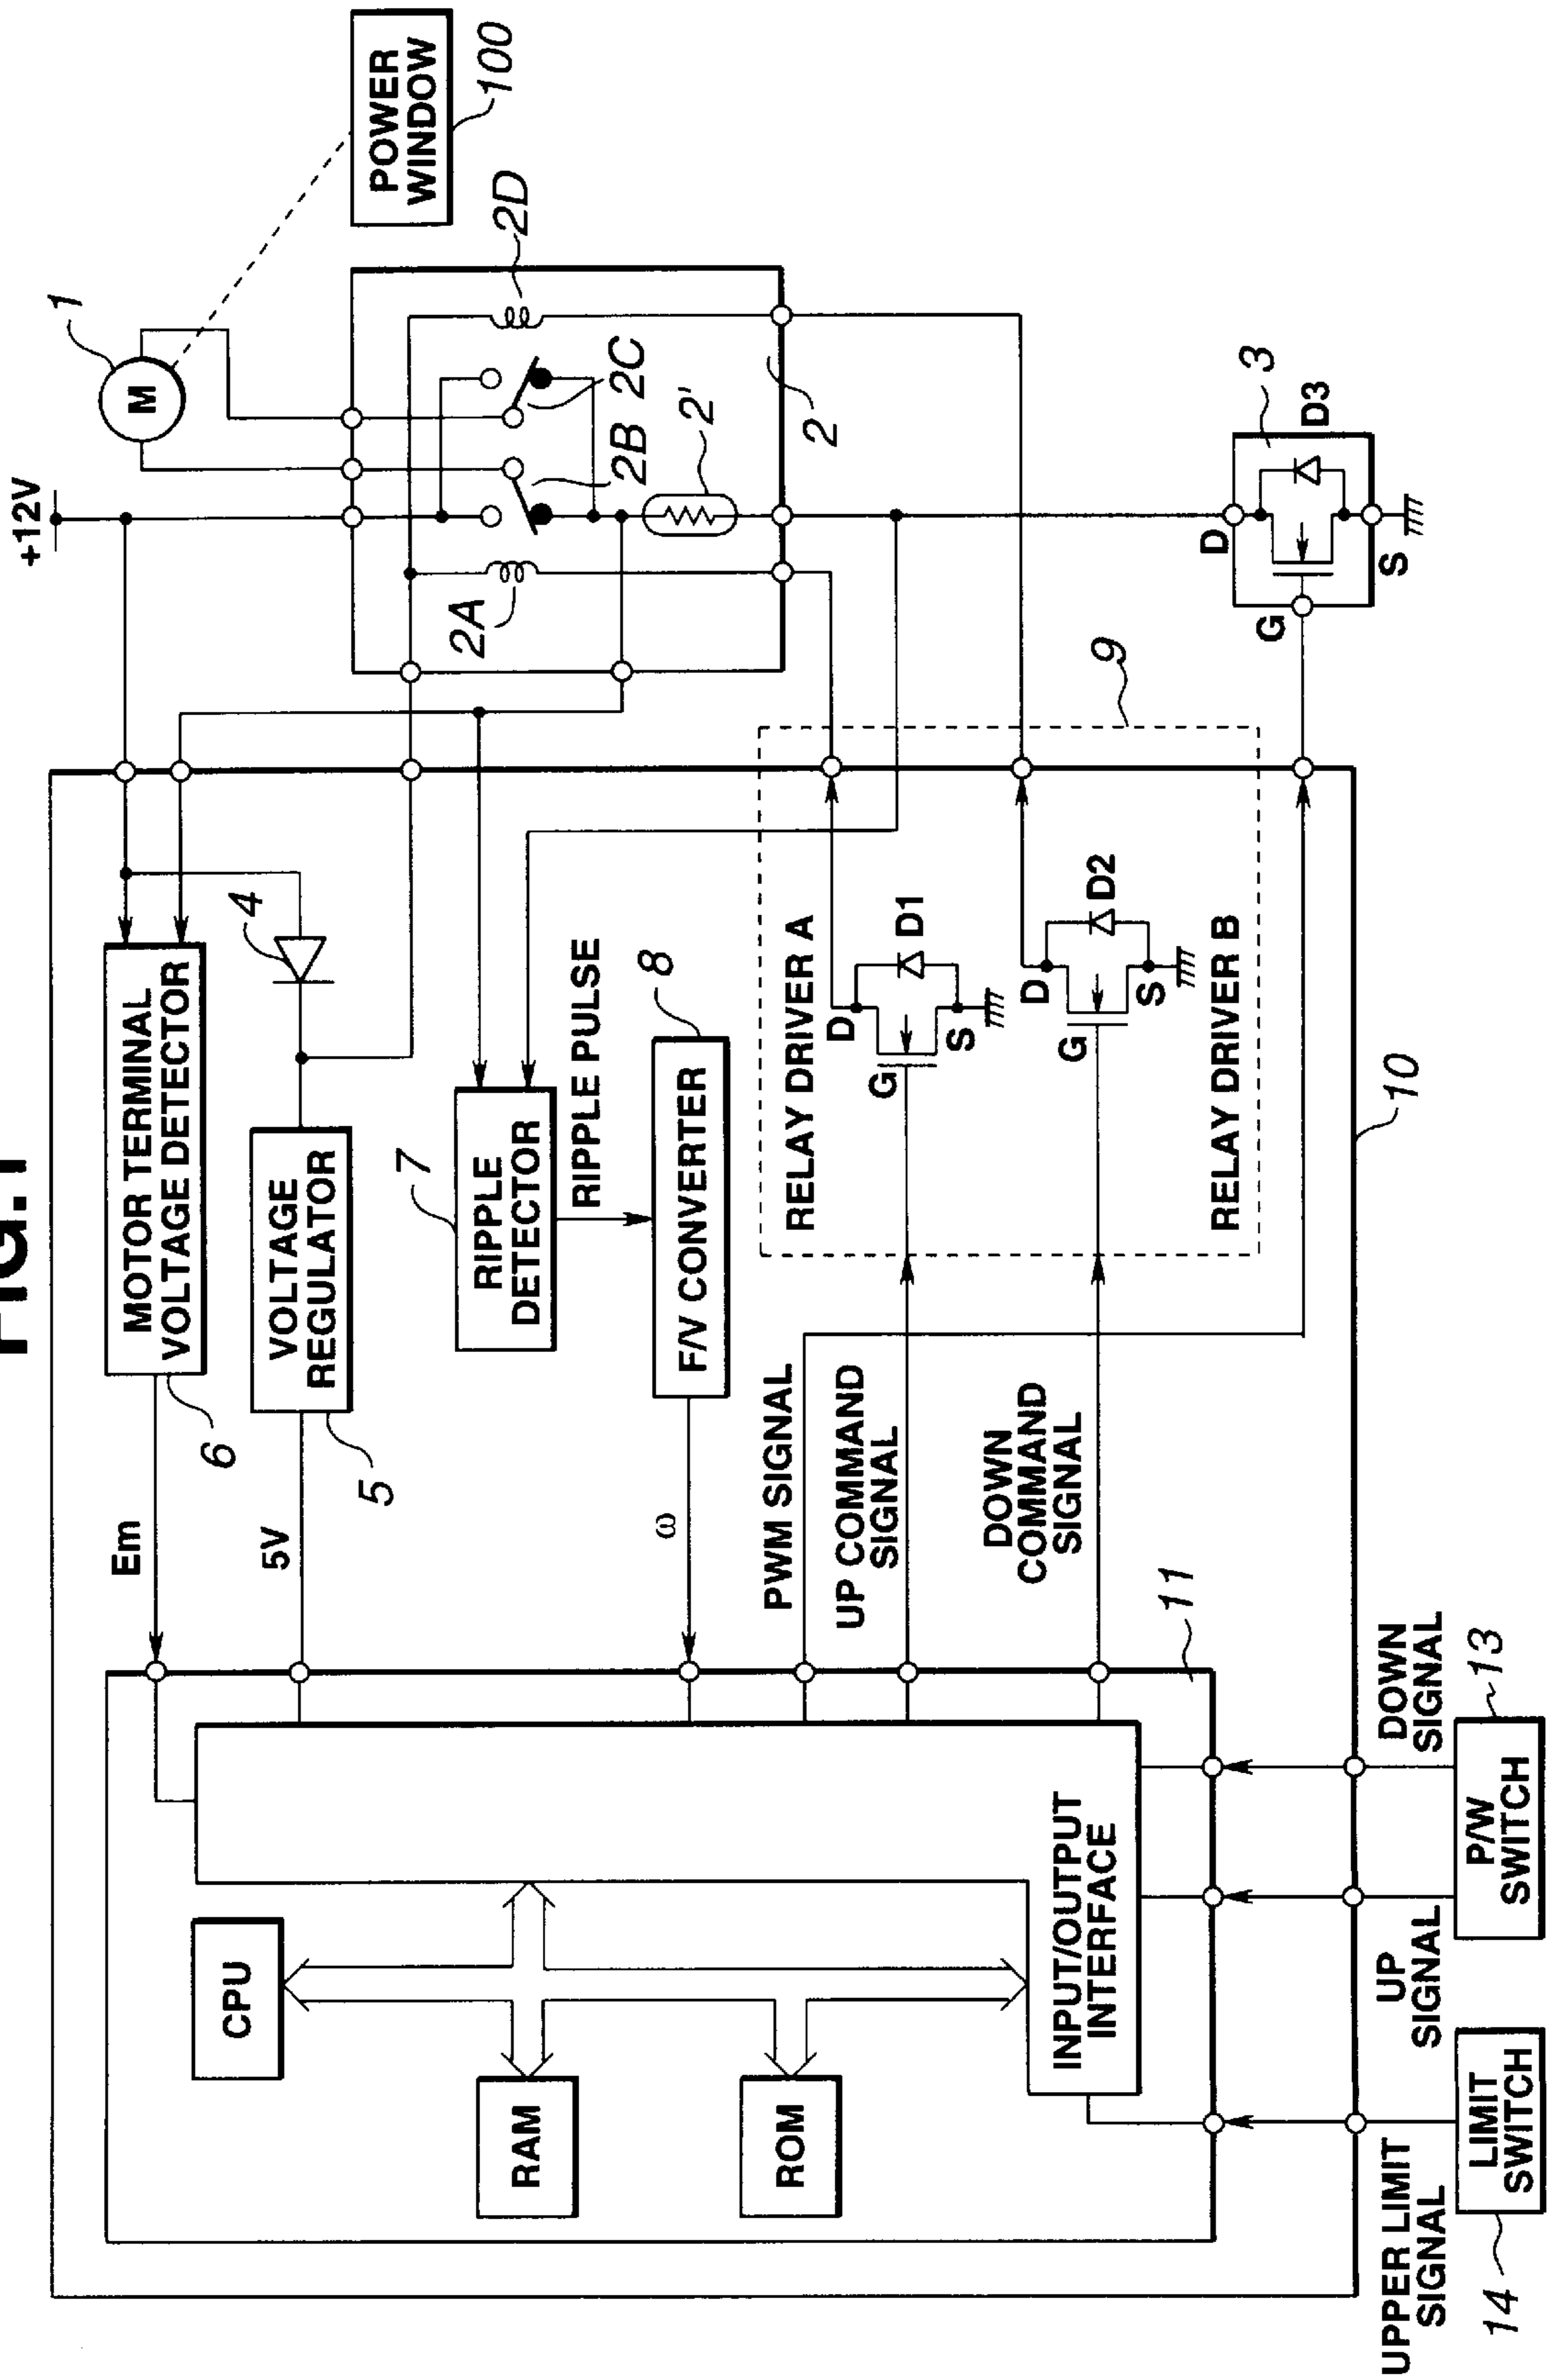 FIG.1
+12V
1
M
POWER
WINDOW
100
2D
2C
2B
2'
2A
2
3
D3
D
G
S
MOTOR TERMINAL
VOLTAGE DETECTOR
6
Em
4
VOLTAGE
REGULATOR
5
5V
7
RIPPLE
DETECTOR
RIPPLE PULSE
8
F/V CONVERTER
ω
9
RELAY DRIVER A
D
G
S
D1
D
G
S
D2
RELAY DRIVER B
PWM SIGNAL
UP COMMAND
SIGNAL
DOWN
COMMAND
SIGNAL
10
11
CPU
RAM
ROM
INPUT/OUTPUT
INTERFACE
UPPER LIMIT
SIGNAL
UP
SIGNAL
DOWN
SIGNAL
14
LIMIT
SWITCH
P/W
SWITCH
13